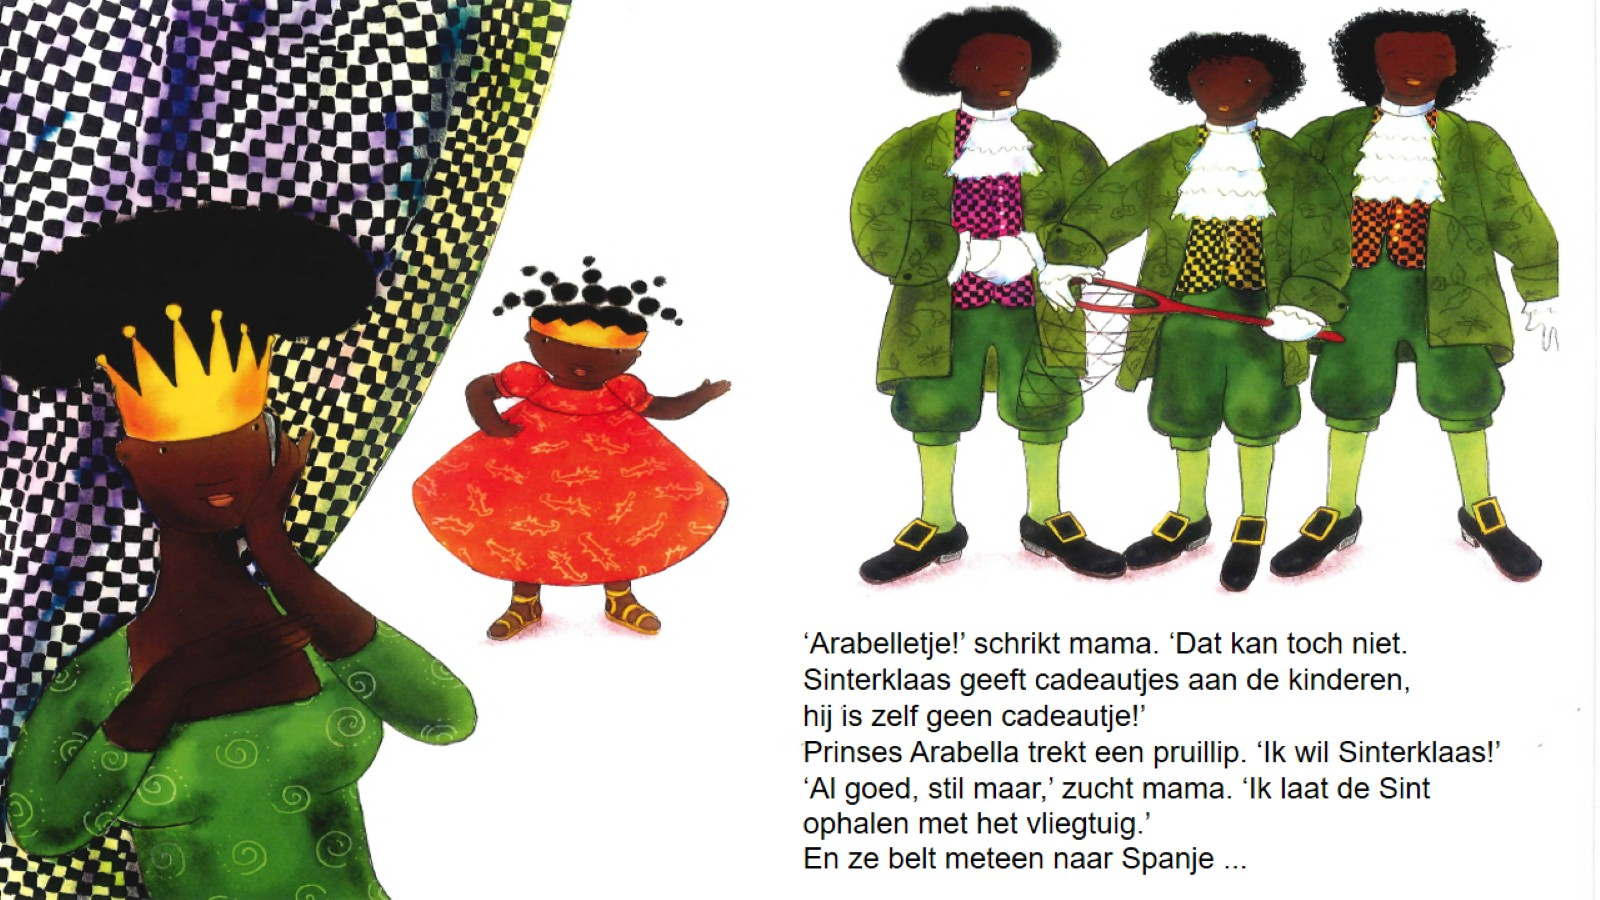 ‘Arabelletje!’ schrikt mama. ‘Dat kan toch niet.
Sinterklaas geeft cadeautjes aan de kinderen,
hij is zelf geen cadeautje!’
Prinses Arabella trekt een pruillip. ‘Ik wil Sinterklaas!’
‘Al goed, stil maar,’ zucht mama. ‘Ik laat de Sint
ophalen met het vliegtuig.’
En ze belt meteen naar Spanje ...